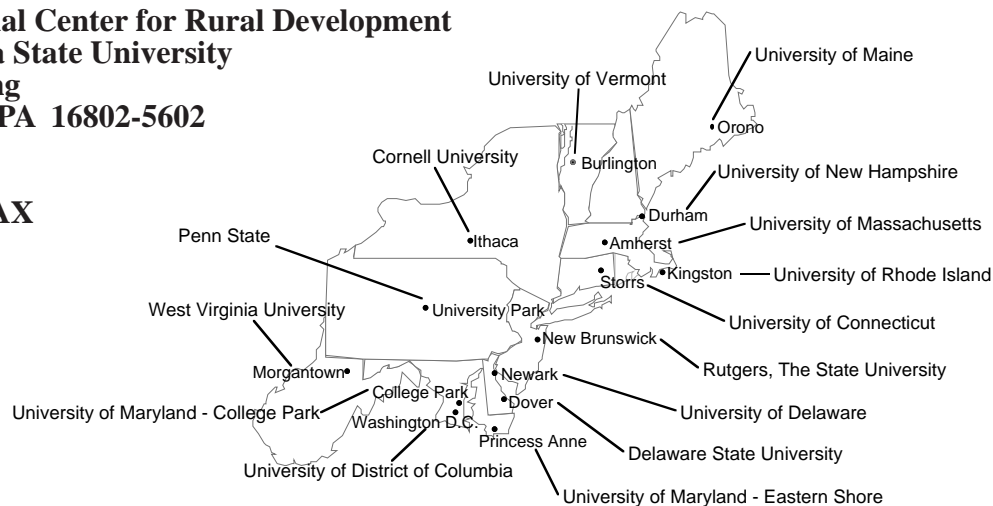 nal Center for Rural Development
a State University
ng
PA 16802-5602
AX
University of Maine
University of Vermont
Orono
Cornell University
Burlington
University of New Hampshire
Durham
University of Massachusetts
Penn State
Ithaca
Amherst
Kingston
University of Rhode Island
Storrs
West Virginia University
University Park
University of Connecticut
New Brunswick
Rutgers, The State University
Morgantown
Newark
College Park
University of Maryland - College Park
Dover
University of Delaware
Washington D.C.
Princess Anne
Delaware State University
University of District of Columbia
University of Maryland - Eastern Shore